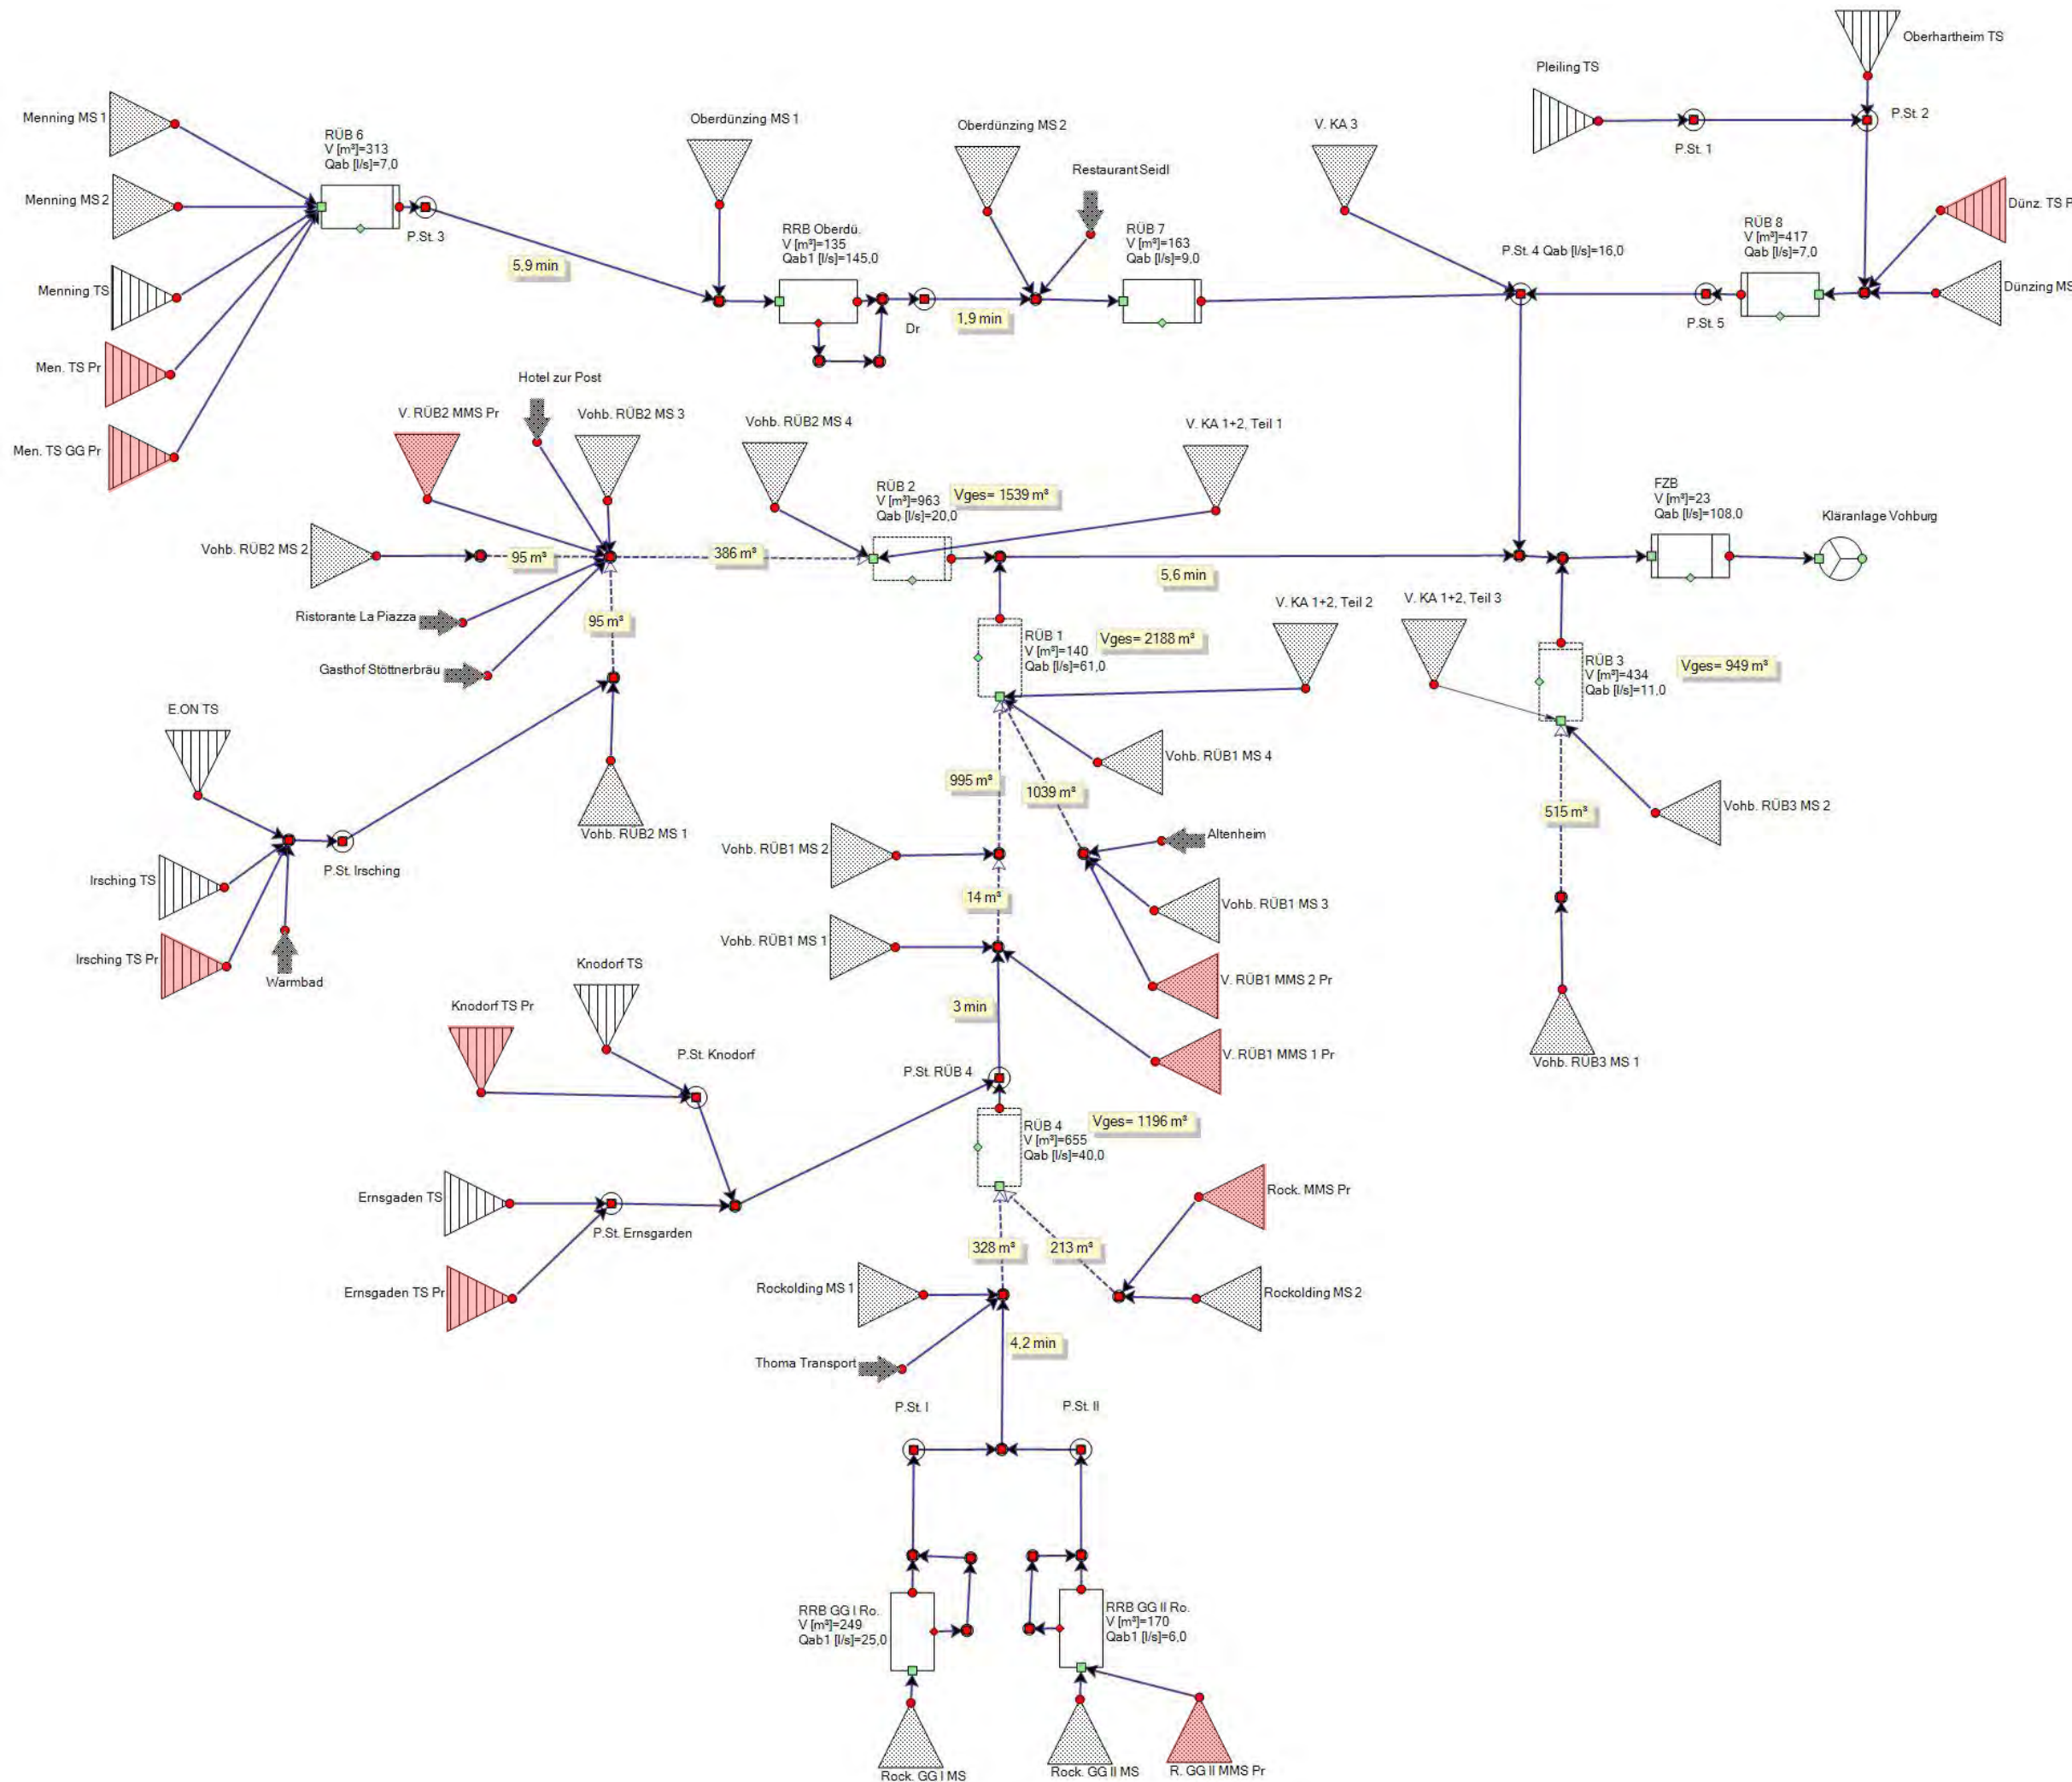 Oberhartheim TS
Pleiling TS
P.St. 2
P.St. 1
Menning MS 1
RÜB 6
V [m³]=313
Qab [l/s]=7,0
Oberdünzing MS 1
Oberdünzing MS 2
V. KA 3
Restaurant Seidl
Menning MS 2
P.St. 3
RRB Oberdü.
V [m³]=135
Qab1 [l/s]=145,0
RÜB 7
V [m³]=163
Qab [l/s]=9,0
P.St. 4 Qab [l/s]=16,0
RÜB 8
V [m³]=417
Qab [l/s]=7,0
Dünz. TS P
Menning TS
5,9 min
Dr
1,9 min
P.St. 5
Dünzing MS
Men. TS Pr
Men. TS GG Pr
Hotel zur Post
V. RÜB2 MMS Pr
Vohb. RÜB2 MS 3
Vohb. RÜB2 MS 4
V. KA 1+2, Teil 1
RÜB 2
V [m³]=963
Qab [l/s]=20,0
Vges= 1539 m³
FZB
V [m³]=23
Qab [l/s]=108,0
Kläranlage Vohburg
Vohb. RÜB2 MS 2
95 m³
386 m³
5,6 min
Ristorante La Piazza
95 m³
Gasthof Stöttnerbräu
V. KA 1+2, Teil 2
V. KA 1+2, Teil 3
RÜB 1
V [m³]=140
Qab [l/s]=61,0
Vges= 2188 m³
RÜB 3
V [m³]=434
Qab [l/s]=11,0
Vges= 949 m³
E.ON TS
Vohb. RÜB2 MS 1
Vohb. RÜB1 MS 4
995 m³
1039 m³
515 m³
Vohb. RÜB3 MS 2
P.St. Irsching
Irsching TS
Vohb. RÜB1 MS 2
Altenheim
14 m³
Vohb. RÜB1 MS 3
Vohb. RÜB1 MS 1
Irsching TS Pr
Warmbad
V. RÜB1 MMS 2 Pr
Knodorf TS
Knodorf TS Pr
3 min
P.St. Knodorf
V. RÜB1 MMS 1 Pr
Vohb. RÜB3 MS 1
P.St. RÜB 4
RÜB 4
V [m³]=655
Qab [l/s]=40,0
Vges= 1196 m³
Ernsgaden TS
P.St. Ernsgarden
Rock. MMS Pr
328 m³
213 m³
Ernsgaden TS Pr
Rockolding MS 1
Rockolding MS 2
4,2 min
Thoma Transport
P.St. I
P.St. II
RRB GG I Ro.
V [m³]=249
Qab1 [l/s]=25,0
RRB GG II Ro.
V [m³]=170
Qab1 [l/s]=6,0
Rock. GG I MS
Rock. GG II MS
R. GG II MMS Pr